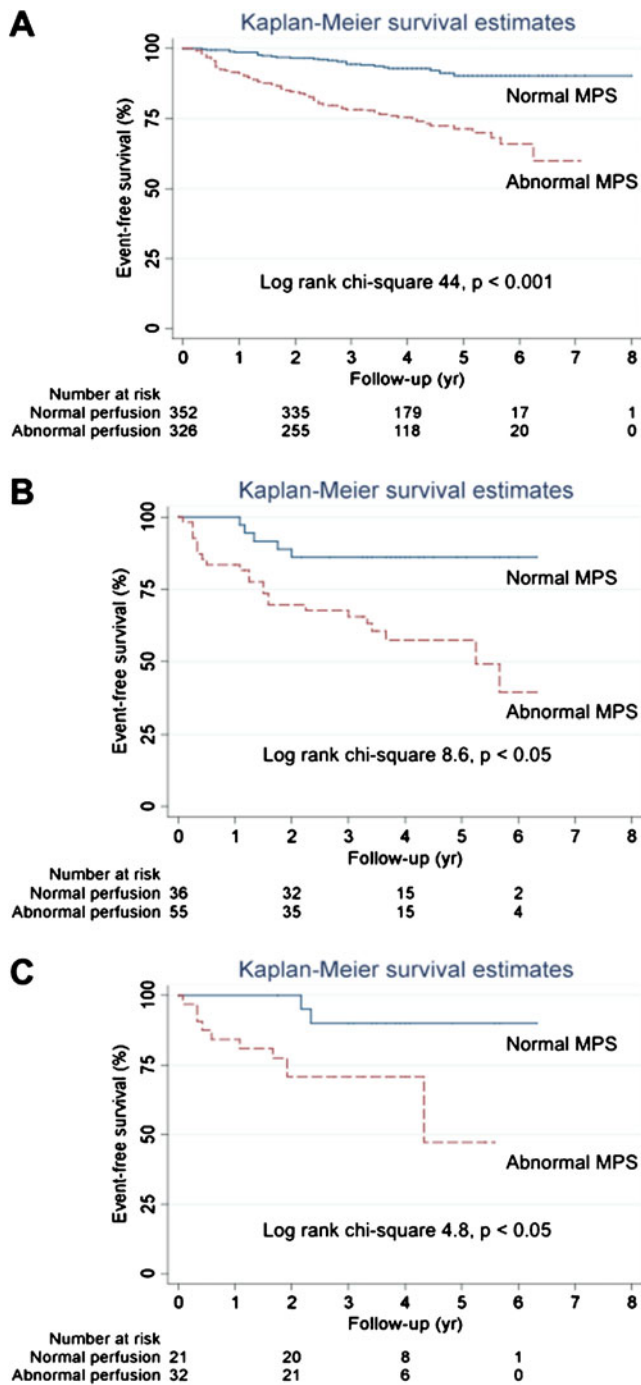 A
Kaplan-Meier survival estimates
100
75
50
25
0
Event-free survival (%)
Normal MPS
Abnormal MPS
Log rank chi-square 44, p < 0.001
0 1 2 3 4 5 6 7 8
Follow-up (yr)
Number at risk
Normal perfusion 352 335 179 17 1
Abnormal perfusion 326 255 118 20 0
B
Kaplan-Meier survival estimates
100
75
50
25
0
Event-free survival (%)
Normal MPS
Abnormal MPS
Log rank chi-square 8.6, p < 0.05
0 1 2 3 4 5 6 7 8
Follow-up (yr)
Number at risk
Normal perfusion 36 32 15 2
Abnormal perfusion 55 35 15 4
C
Kaplan-Meier survival estimates
100
75
50
25
0
Event-free survival (%)
Normal MPS
Abnormal MPS
Log rank chi-square 4.8, p < 0.05
0 1 2 3 4 5 6 7 8
Follow-up (yr)
Number at risk
Normal perfusion 21 20 8 1
Abnormal perfusion 32 21 6 0